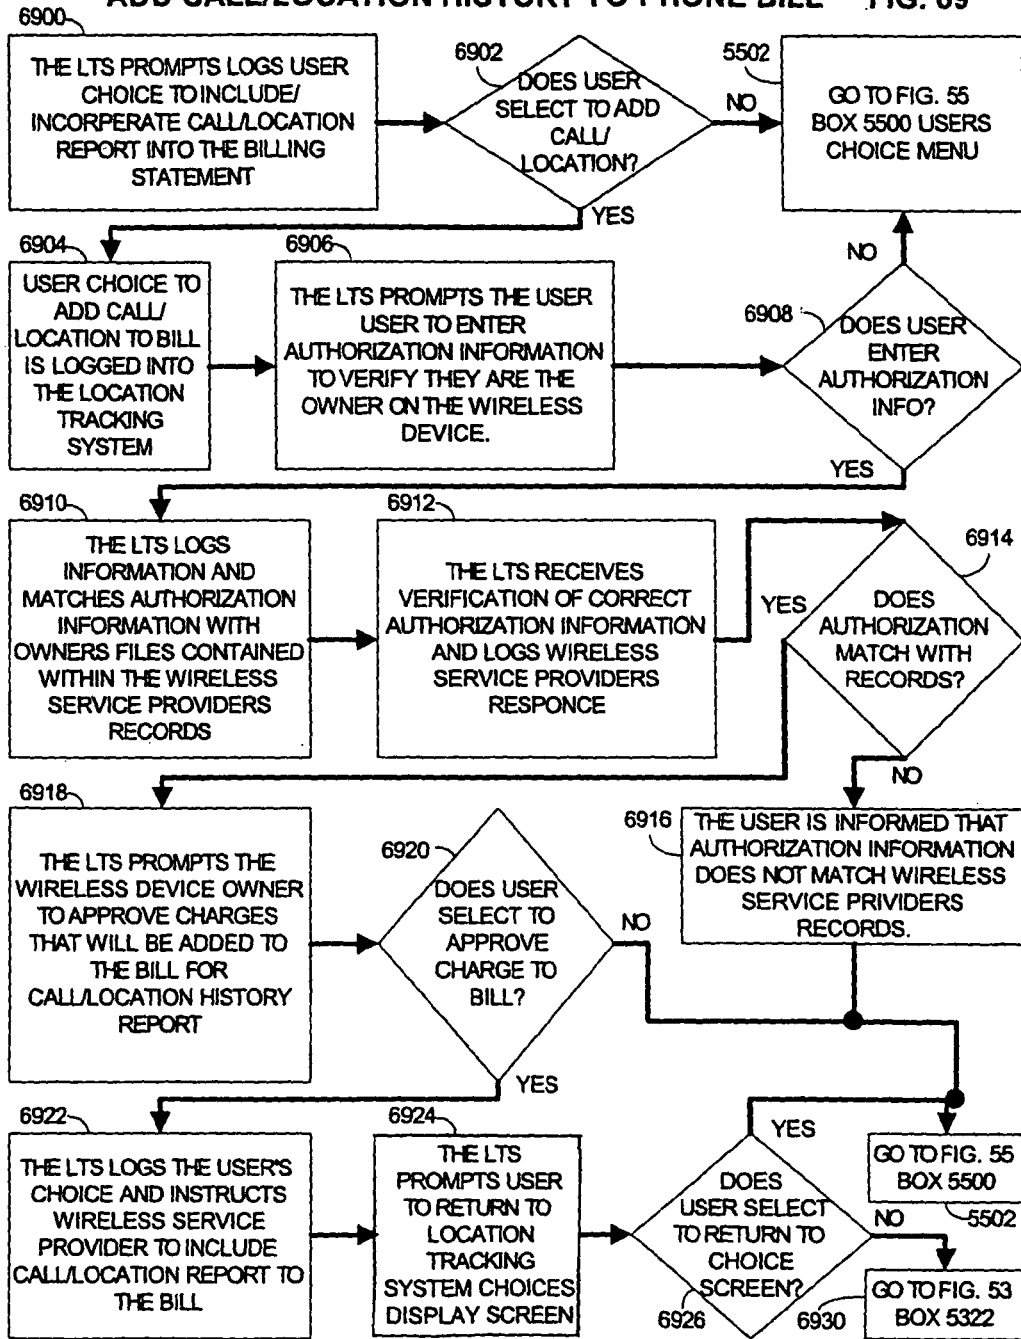 ADD CALL/LOCATION HISTORY TO PHONE BILL FIG. 69
6900
THE LTS PROMPTS LOGS USER
CHOICE TO INCLUDE/
INCORPERATE CALL/LOCATION
REPORT INTO THE BILLING
STATEMENT
6902
DOES USER
SELECT TO ADD
CALL/
LOCATION?
NO
YES
5502
GO TO FIG. 55
BOX 5500 USERS
CHOICE MENU
6904
USER CHOICE TO
ADD CALL/
LOCATION TO BILL
IS LOGGED INTO
THE LOCATION
TRACKING
SYSTEM
6906
THE LTS PROMPTS THE USER
USER TO ENTER
AUTHORIZATION INFORMATION
TO VERIFY THEY ARE THE
OWNER ON THE WIRELESS
DEVICE.
NO
6908
DOES USER
ENTER
AUTHORIZATION
INFO?
YES
6910
THE LTS LOGS
INFORMATION AND
MATCHES AUTHORIZATION
INFORMATION WITH
OWNERS FILES CONTAINED
WITHIN THE WIRELESS
SERVICE PROVIDERS
RECORDS
6912
THE LTS RECEIVES
VERIFICATION OF CORRECT
AUTHORIZATION INFORMATION
AND LOGS WIRELESS
SERVICE PROVIDERS
RESPONCE
6914
YES
DOES
AUTHORIZATION
MATCH WITH
RECORDS?
NO
6916
THE USER IS INFORMED THAT
AUTHORIZATION INFORMATION
DOES NOT MATCH WIRELESS
SERVICE PRIVIDERS
RECORDS.
6918
THE LTS PROMPTS THE
WIRELESS DEVICE OWNER
TO APPROVE CHARGES
THAT WILL BE ADDED TO
THE BILL FOR
CALL/LOCATION HISTORY
REPORT
6920
DOES USER
SELECT TO
APPROVE
CHARGE TO
BILL?
NO
YES
6922
THE LTS LOGS THE USER'S
CHOICE AND INSTRUCTS
WIRELESS SERVICE
PROVIDER TO INCLUDE
CALL/LOCATION REPORT TO
THE BILL
6924
THE LTS
PROMPTS USER
TO RETURN TO
LOCATION
TRACKING
SYSTEM CHOICES
DISPLAY SCREEN
YES
DOES
USER SELECT
TO RETURN TO
CHOICE
SCREEN?
6926
GO TO FIG. 55
BOX 5500
5502
NO
GO TO FIG. 53
BOX 5322
6930